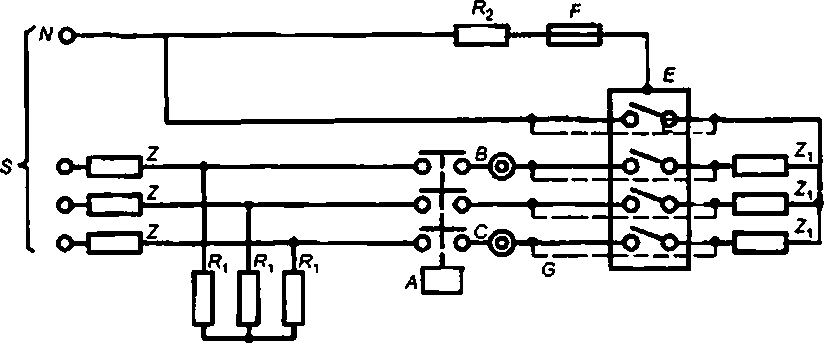 R₂ F
N
E
S Z B Z₁
Z Z₁
Z C Z₁
R₁ R₁ R₁ A G